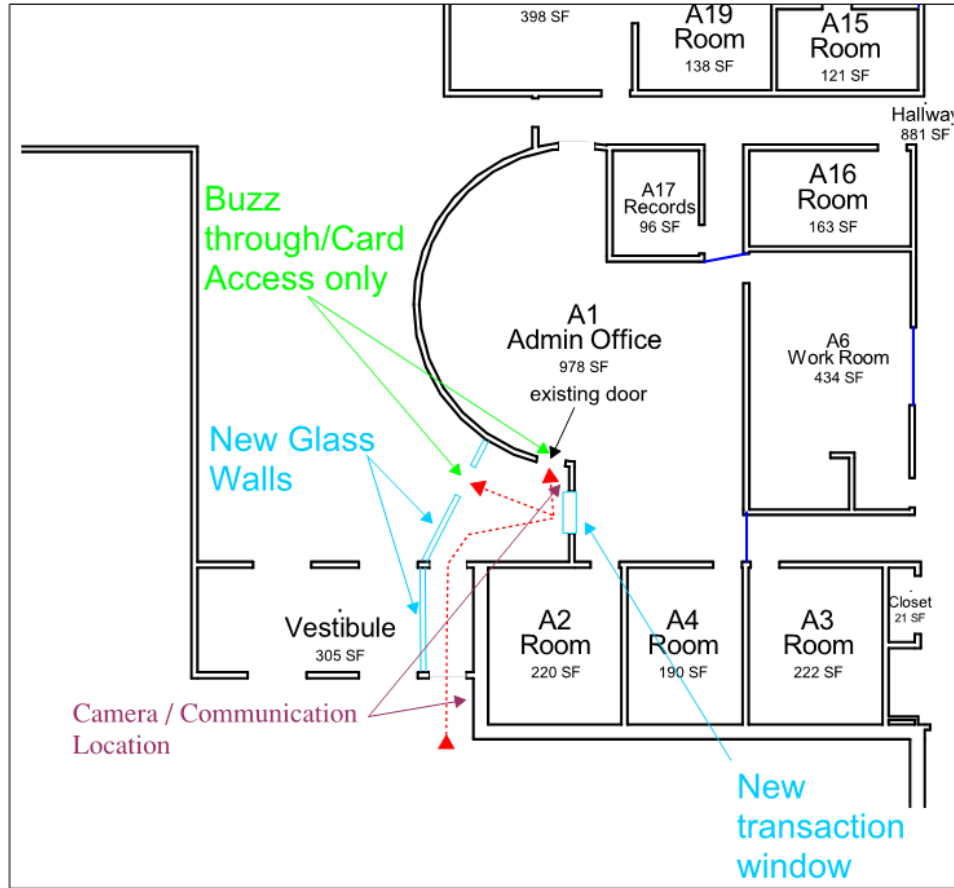 398 SF
A19
Room
138 SF
A15
Room
121 SF
Hallway
881 SF
A17
Records
96 SF
A16
Room
163 SF
Buzz
through/Card
Access only
A1
Admin Office
978 SF
existing door
A6
Work Room
434 SF
New Glass
Walls
Vestibule
305 SF
A2
Room
220 SF
A4
Room
190 SF
A3
Room
222 SF
Closet
21 SF
Camera / Communication
Location
New
transaction
window